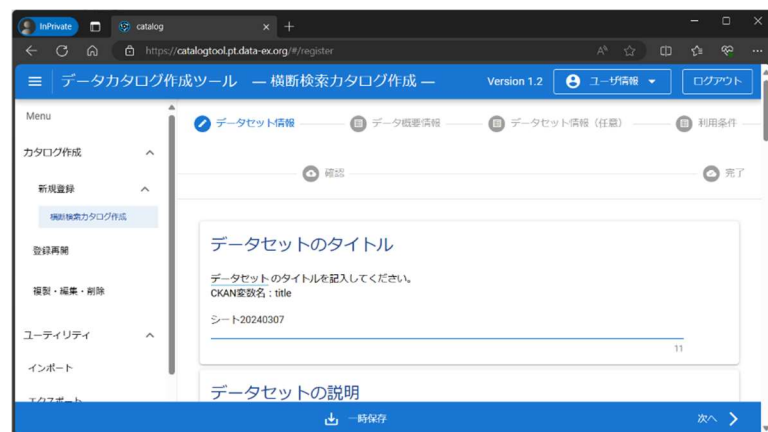 InPrivate
catalog
https://catalogtool.pt.data-ex.org/#/register
データカタログ作成ツール ― 横断検索カタログ作成 ―
Version 1.2
ユーザ情報
ログアウト
Menu
カタログ作成
新規登録
横断検索カタログ作成
登録再開
複製・編集・削除
ユーティリティ
インポート
エクスポート
データセット情報
データ概要情報
データセット情報(任意)
利用条件
確認
完了
データセットのタイトル
データセット のタイトルを記入してください。
CKAN変数名:title
シート20240307
11
データセットの説明
一時保存
次へ